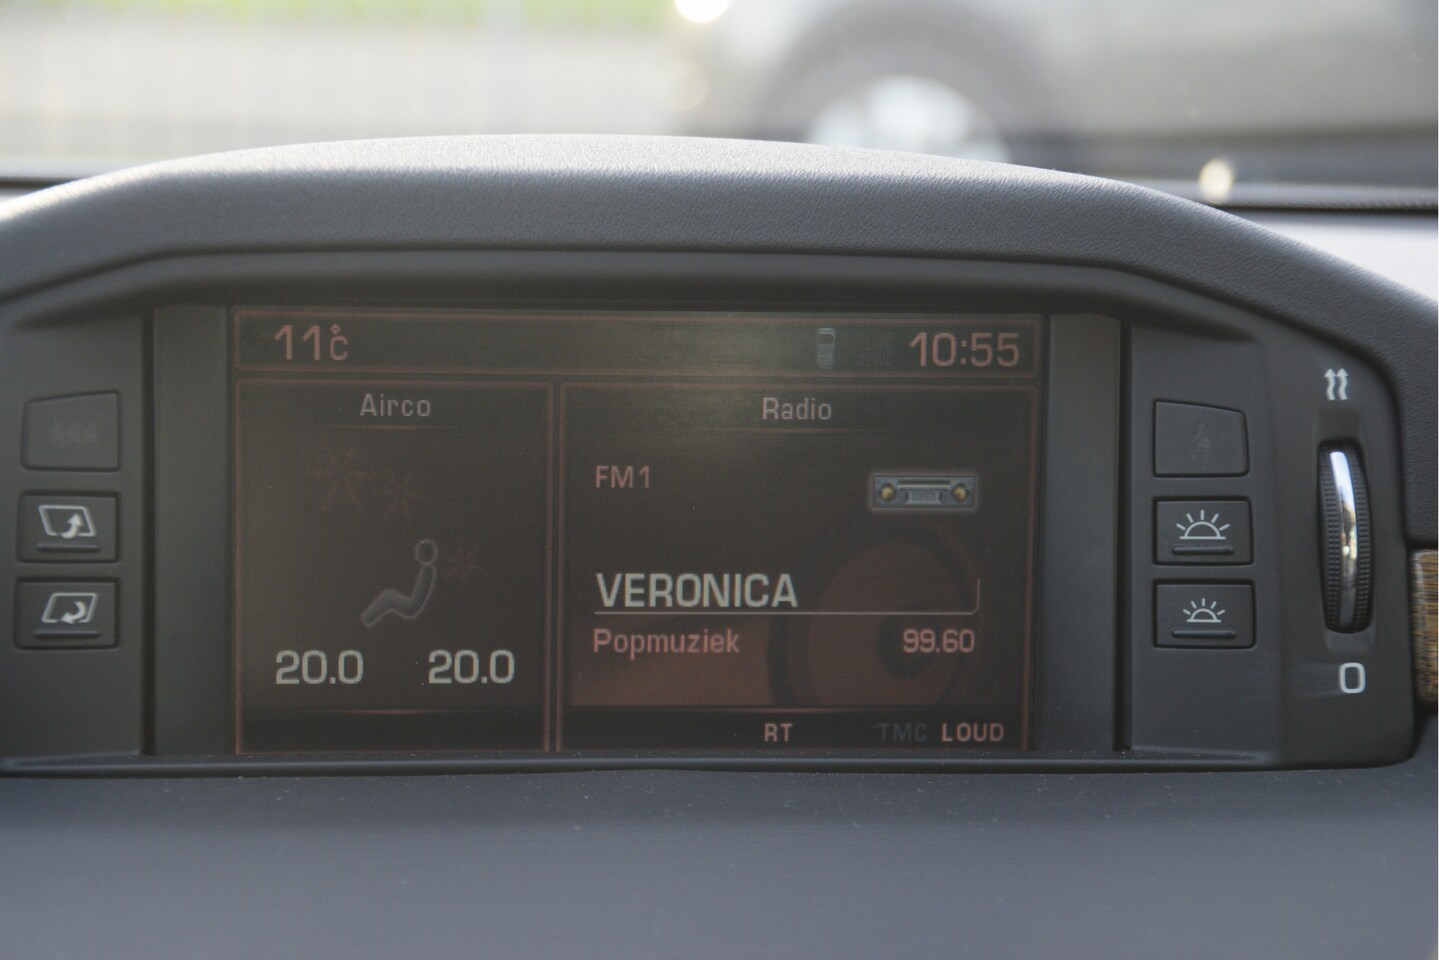 11°C
10:55
Airco
Radio
FM1
VERONICA
Popmuziek 99.60
20.0 20.0
RT TMC LOUD
0